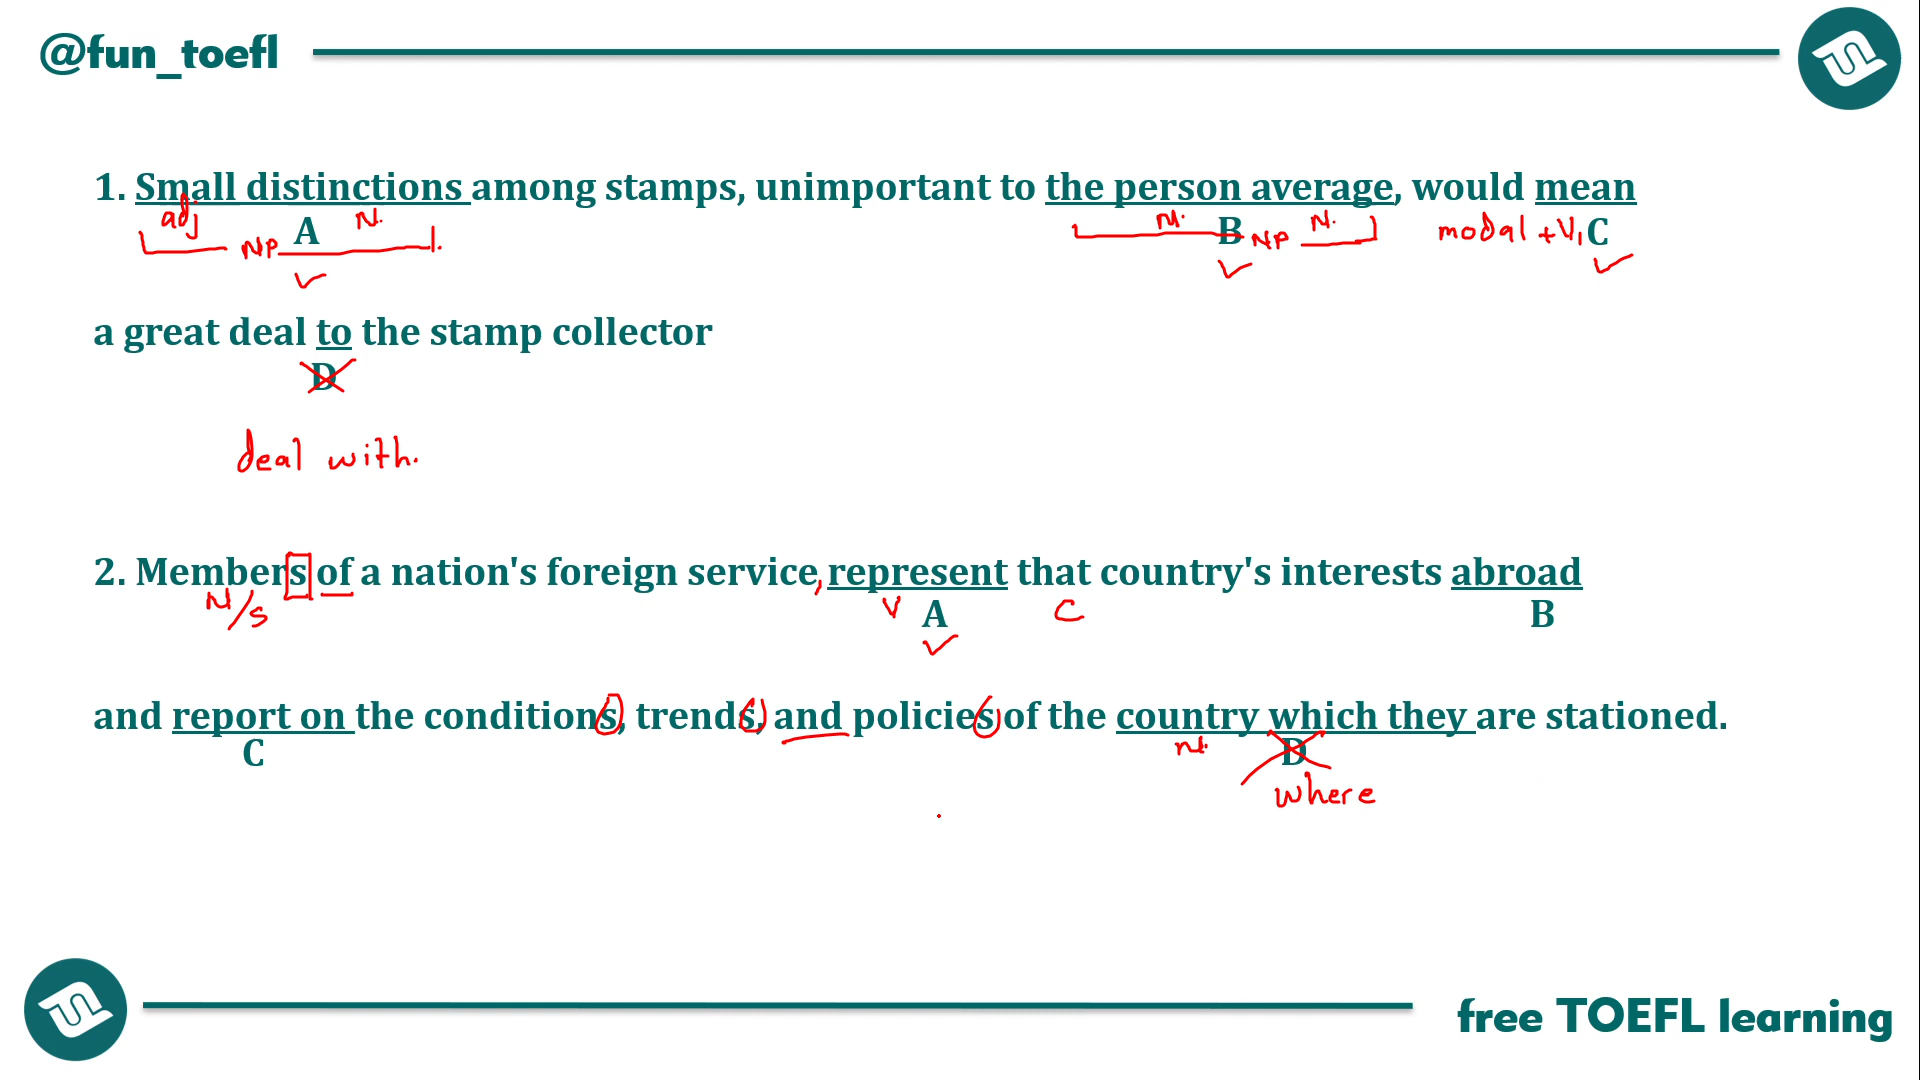 @fun_toefl
1. Small distinctions among stamps, unimportant to the person average, would mean
adj N. N. N. modal + V1
A B C
NP NP
a great deal to the stamp collector
D
deal with.
2. Members of a nation's foreign service, represent that country's interests abroad
N/s V A C B
and report on the conditions, trends, and policies of the country which they are stationed.
C D
where
free TOEFL learning